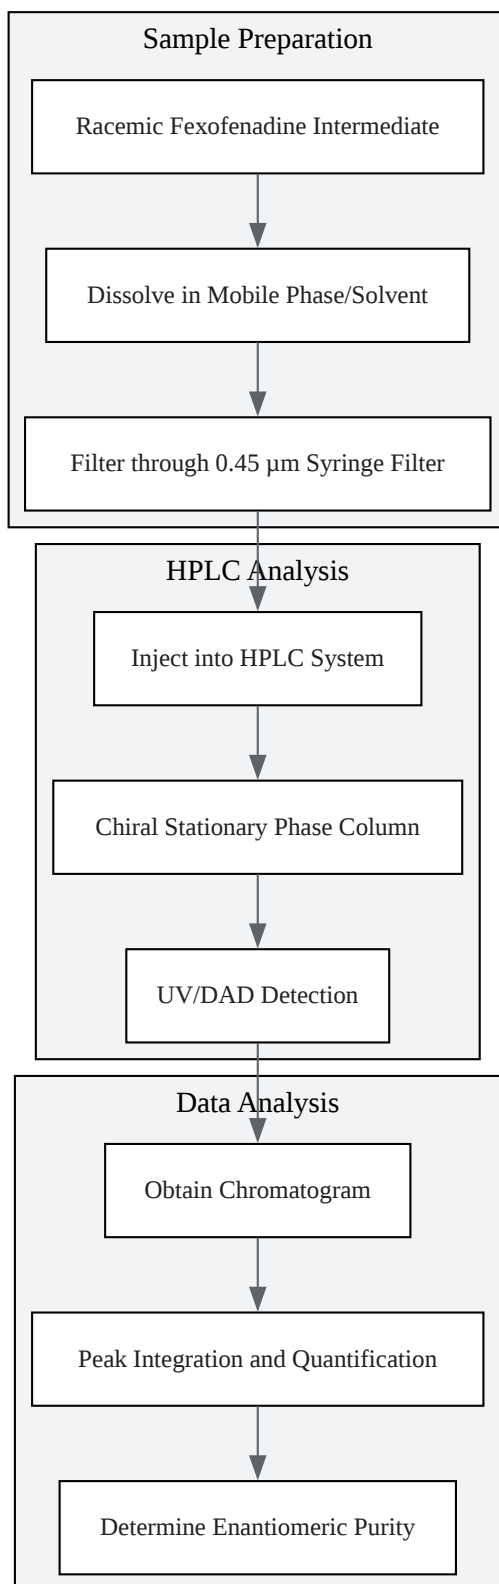 Sample Preparation
Racemic Fexofenadine Intermediate
Dissolve in Mobile Phase/Solvent
Filter through 0.45 µm Syringe Filter
HPLC Analysis
Inject into HPLC System
Chiral Stationary Phase Column
UV/DAD Detection
Data Analysis
Obtain Chromatogram
Peak Integration and Quantification
Determine Enantiomeric Purity